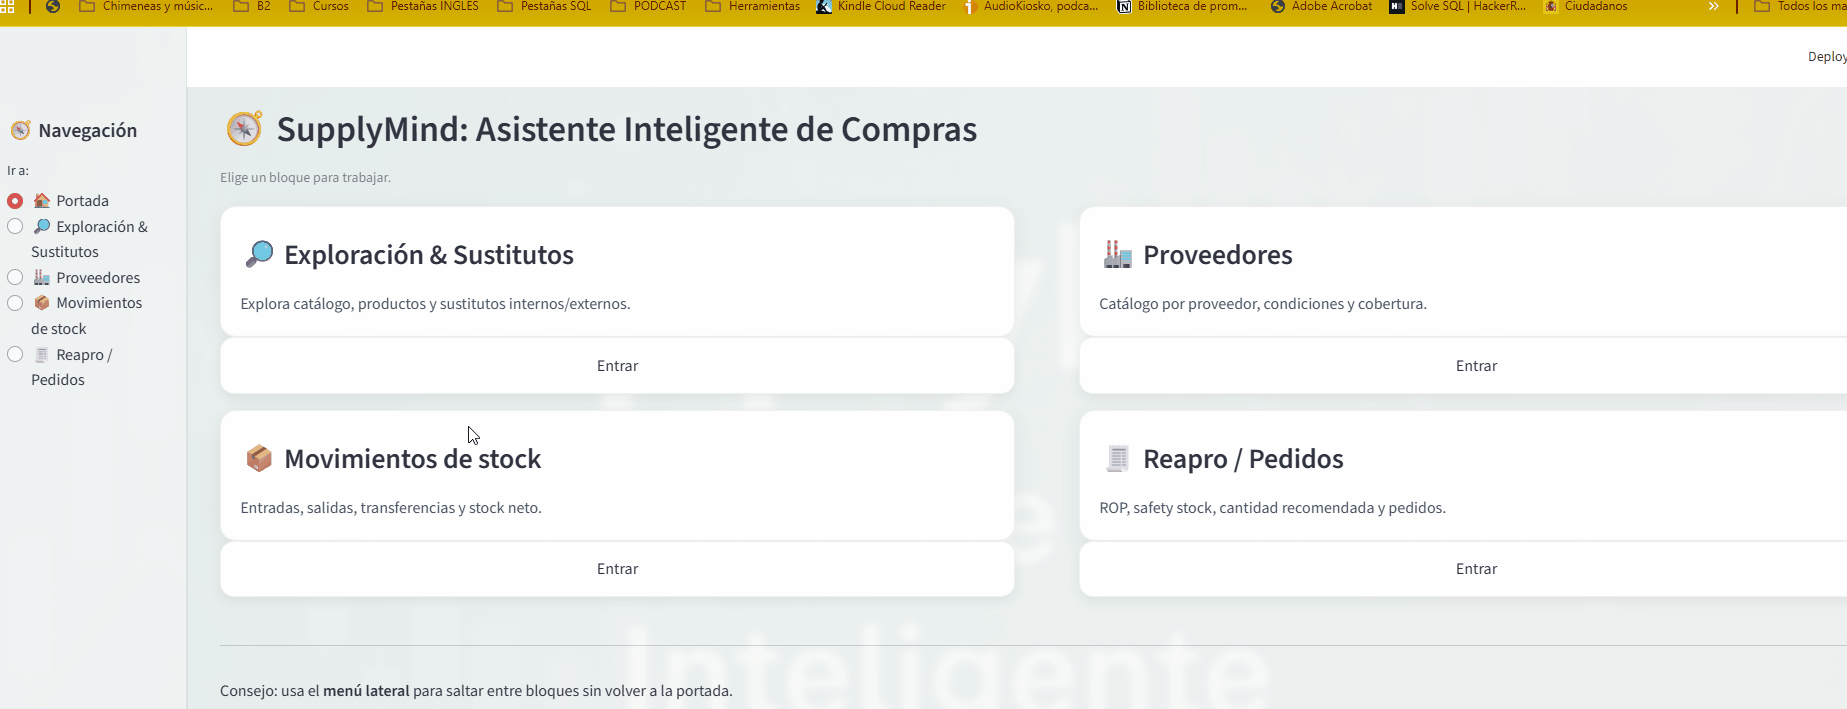 Chimeneas y músic...
B2
Cursos
Pestañas INGLES
Pestañas SQL
PODCAST
Herramientas
Kindle Cloud Reader
AudioKiosko, podca...
Biblioteca de prom...
Adobe Acrobat
Solve SQL | HackerR...
Ciudadanos
Todos los ma
Deploy
Navegación
Ir a:
Portada
Exploración &
Sustitutos
Proveedores
Movimientos
de stock
Reapro /
Pedidos
SupplyMind: Asistente Inteligente de Compras
Elige un bloque para trabajar.
Exploración & Sustitutos
Explora catálogo, productos y sustitutos internos/externos.
Entrar
Proveedores
Catálogo por proveedor, condiciones y cobertura.
Entrar
Movimientos de stock
Entradas, salidas, transferencias y stock neto.
Entrar
Reapro / Pedidos
ROP, safety stock, cantidad recomendada y pedidos.
Entrar
Inteligente
Consejo: usa el menú lateral para saltar entre bloques sin volver a la portada.